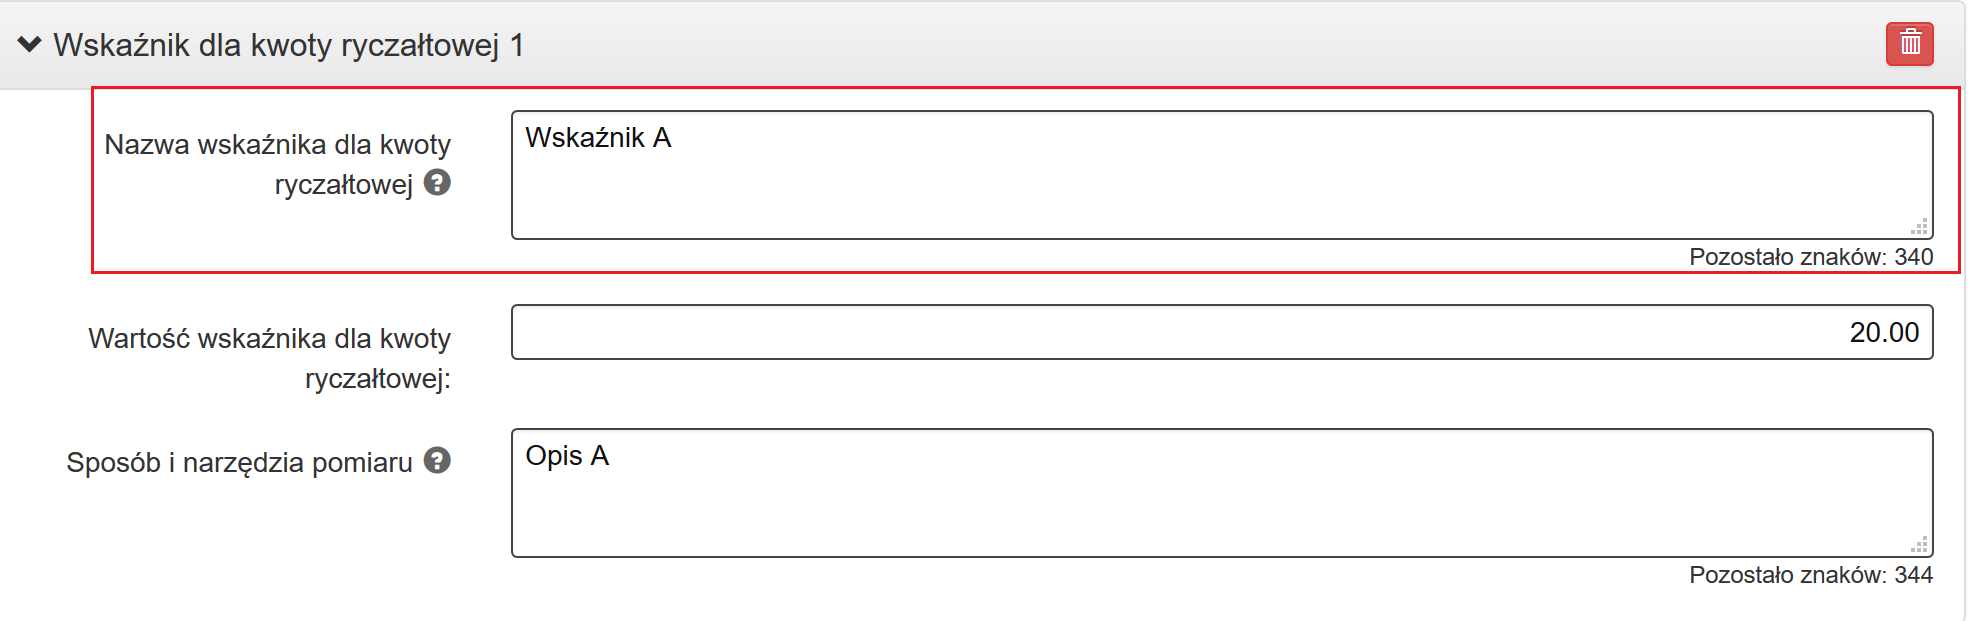 Wskaźnik dla kwoty ryczałtowej 1
Nazwa wskaźnika dla kwoty
ryczałtowej
Wskaźnik A
Pozostało znaków: 340
Wartość wskaźnika dla kwoty
ryczałtowej:
20.00
Sposób i narzędzia pomiaru
Opis A
Pozostało znaków: 344